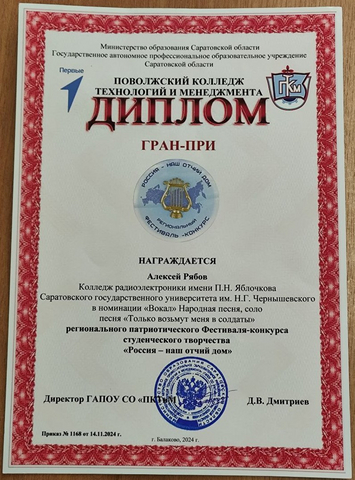 Министерство образования Саратовской области
Государственное автономное профессиональное образовательное учреждение
Саратовской области
Первые
ПОВОЛЖСКИЙ КОЛЛЕДЖ
ТЕХНОЛОГИЙ И МЕНЕДЖМЕНТА
ПКТиМ
ДИПЛОМ
ГРАН-ПРИ
РОССИЯ - НАШ ОТЧИЙ ДОМ
РЕГИОНАЛЬНЫЙ
ФЕСТИВАЛЬ-КОНКУРС
НАГРАЖДАЕТСЯ
Алексей Рябов
Колледж радиоэлектроники имени П.Н. Яблочкова
Саратовского государственного университета им. Н.Г. Чернышевского
в номинации «Вокал» Народная песня, соло
песня «Только возьмут меня в солдаты»
регионального патриотического Фестиваля-конкурса
студенческого творчества
«Россия – наш отчий дом»
Директор ГАПОУ СО «ПКТиМ»
Д.В. Дмитриев
Приказ № 1168 от 14.11.2024 г.
г. Балаково, 2024 г.